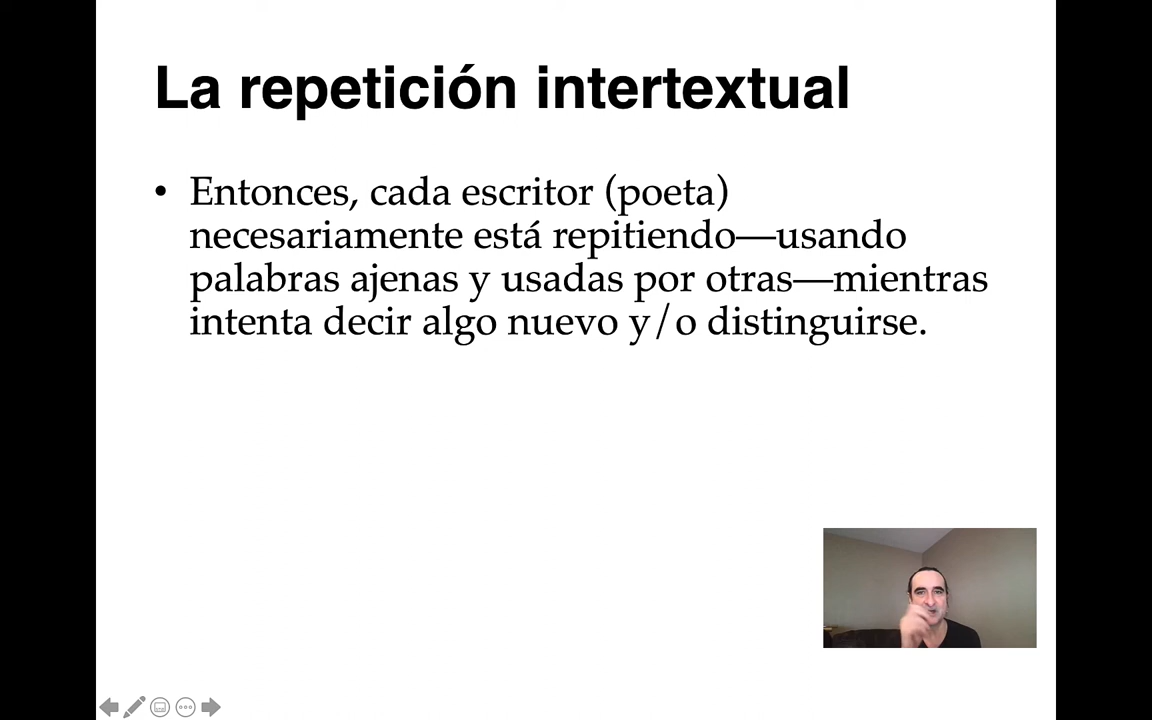 La repetición intertextual
• Entonces, cada escritor (poeta)
necesariamente está repitiendo—usando
palabras ajenas y usadas por otras—mientras
intenta decir algo nuevo y/o distinguirse.